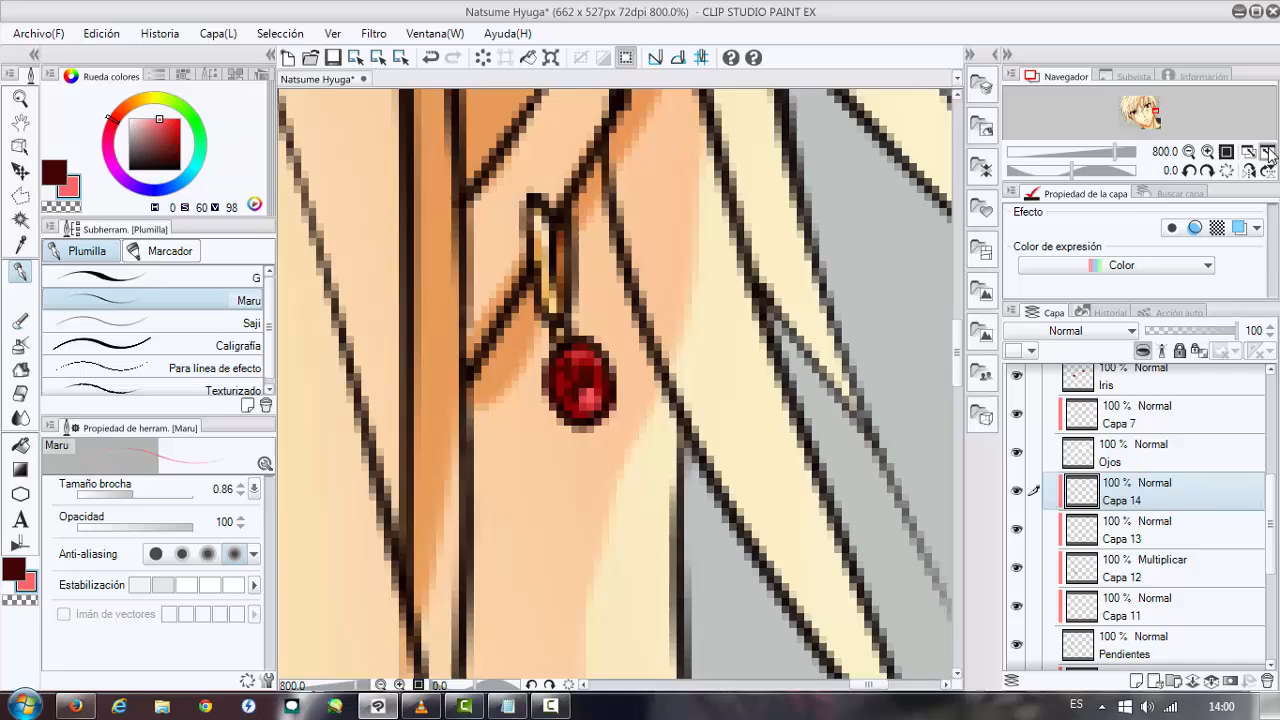 Natsume Hyuga* (662 x 527px 72dpi 800.0%) - CLIP STUDIO PAINT EX
Archivo(F) Edición Historia Capa(L) Selección Ver Filtro Ventana(W) Ayuda(H)
Rueda colores
Natsume Hyuga*
Navegador Subvista Información
800.0
0.0
H 0 S 60 V 98
Propiedad de la capa Buscar capa
Subherram. [Plumilla]
Efecto
Plumilla Marcador
Color de expresión
Color
G
Maru
Saji
Caligrafia
Para línea de efecto
Texturizado
Capa Historial Acción auto
Normal 100
100 % Normal
Iris
100 % Normal
Capa 7
100 % Normal
Ojos
100 % Normal
Capa 14
100 % Normal
Capa 13
100 % Multiplicar
Capa 12
100 % Normal
Capa 11
100 % Normal
Pendientes
Propiedad de herram. [Maru]
Maru
Tamaño brocha 0.86
Opacidad 100
Anti-aliasing
Estabilización
Imán de vectores
800.0 0.0
ES 14:00